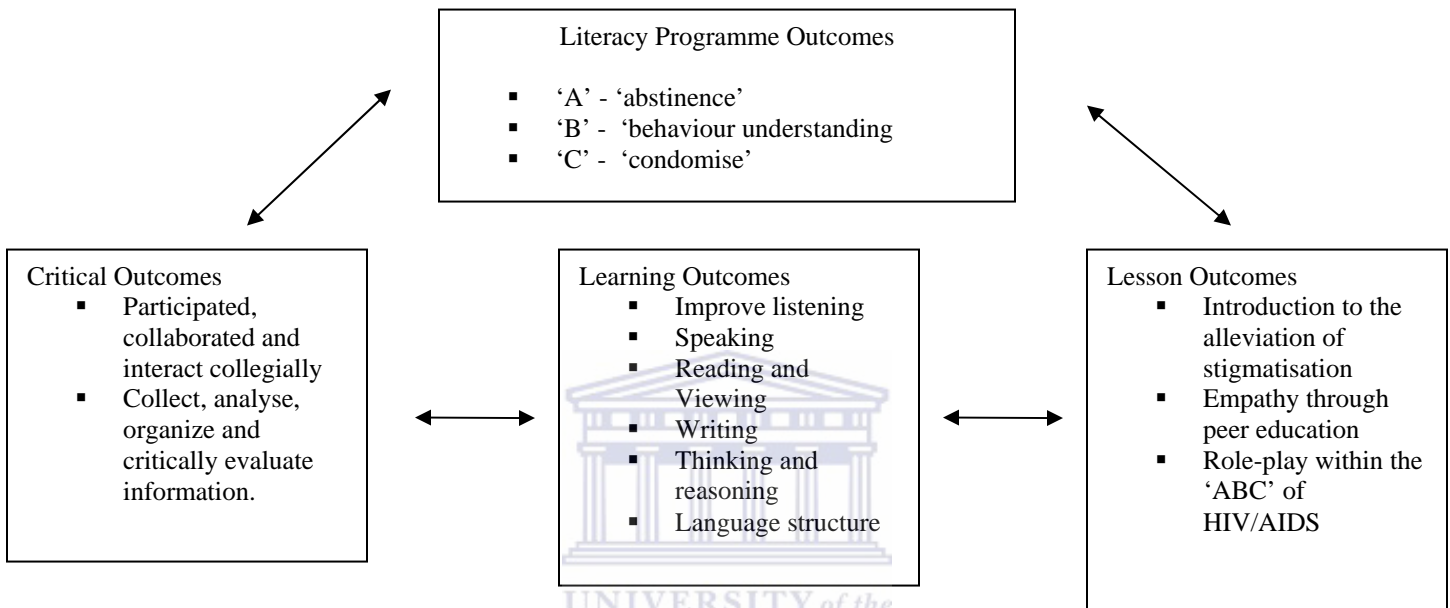 Literacy Programme Outcomes
▪ ‘A’ - ‘abstinence’
▪ ‘B’ - ‘behaviour understanding
▪ ‘C’ - ‘condomise’
Critical Outcomes
▪ Participated,
collaborated and
interact collegially
▪ Collect, analyse,
organize and
critically evaluate
information.
Learning Outcomes
▪ Improve listening
▪ Speaking
▪ Reading and
Viewing
▪ Writing
▪ Thinking and
reasoning
▪ Language structure
Lesson Outcomes
▪ Introduction to the
alleviation of
stigmatisation
▪ Empathy through
peer education
▪ Role-play within the
‘ABC’ of
HIV/AIDS
UNIVERSITY of the